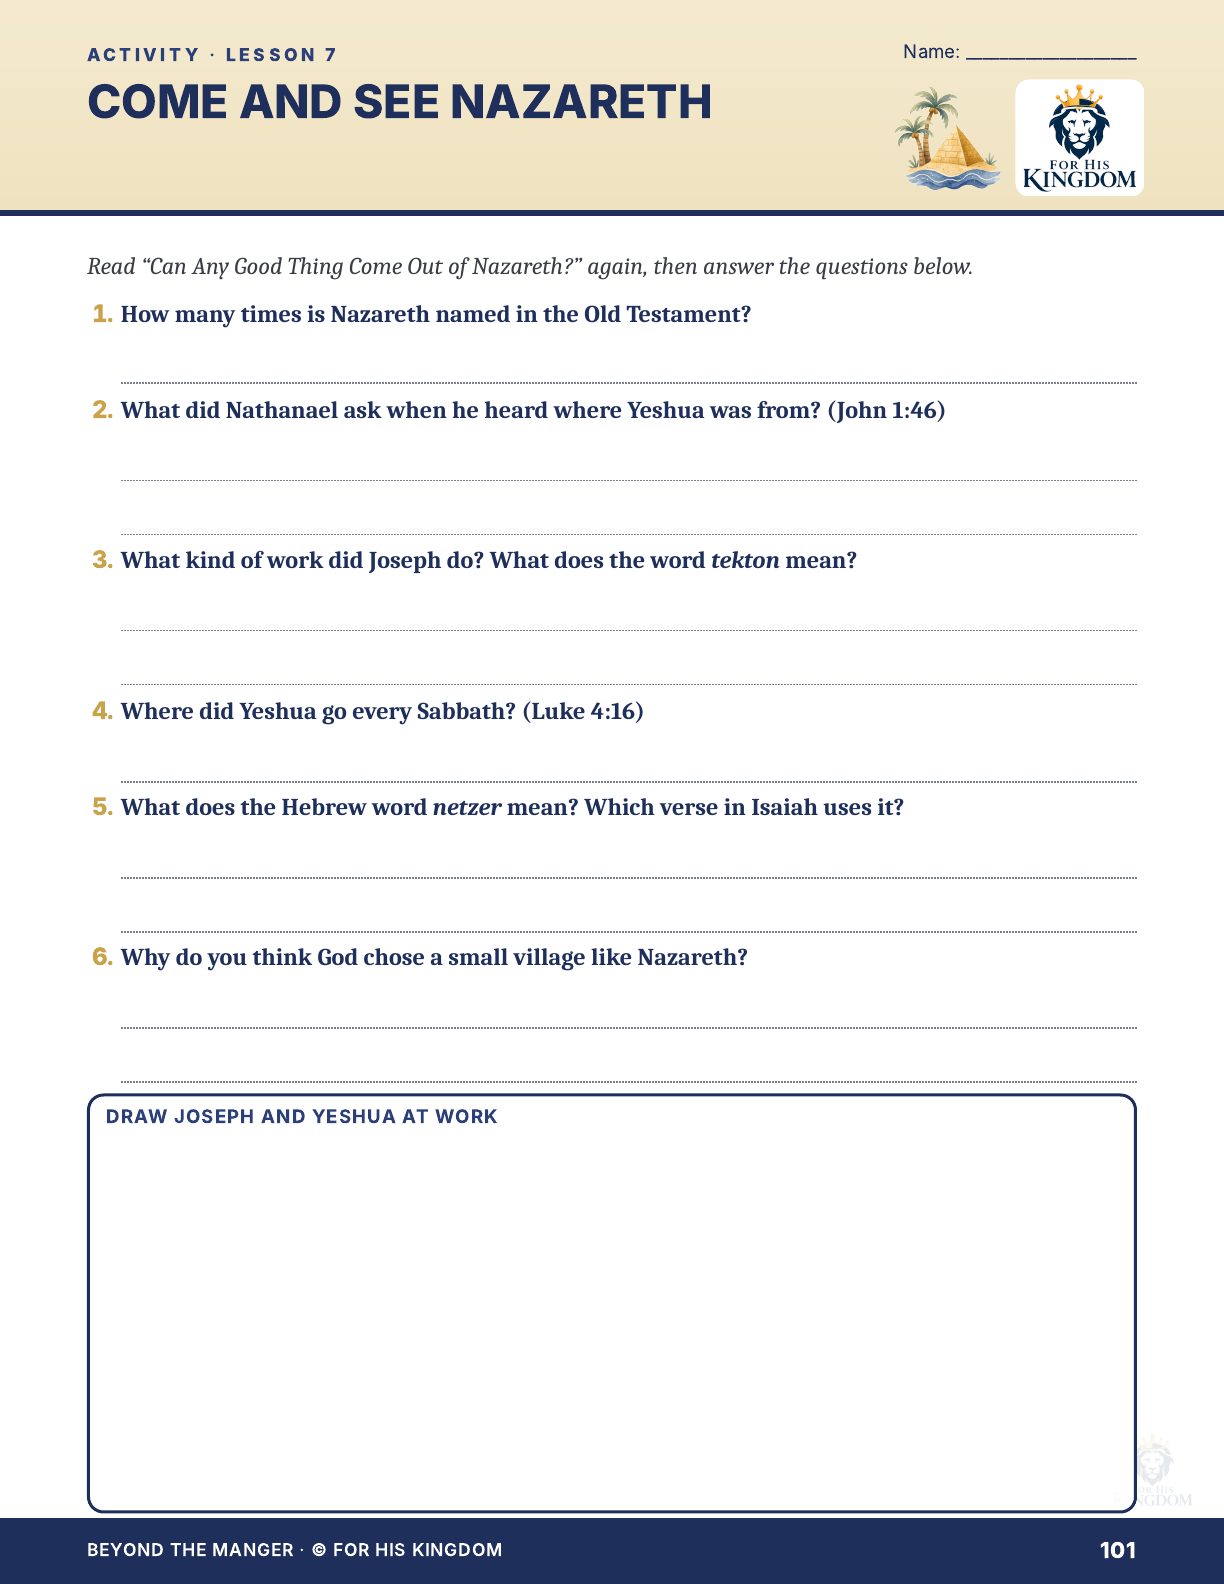 ACTIVITY · LESSON 7
COME AND SEE NAZARETH
Name: ___________________
FOR HIS
KINGDOM
Read “Can Any Good Thing Come Out of Nazareth?” again, then answer the questions below.
1. How many times is Nazareth named in the Old Testament?
2. What did Nathanael ask when he heard where Yeshua was from? (John 1:46)
3. What kind of work did Joseph do? What does the word tekton mean?
4. Where did Yeshua go every Sabbath? (Luke 4:16)
5. What does the Hebrew word netzer mean? Which verse in Isaiah uses it?
6. Why do you think God chose a small village like Nazareth?
DRAW JOSEPH AND YESHUA AT WORK
FOR HIS
KINGDOM
BEYOND THE MANGER · © FOR HIS KINGDOM
101